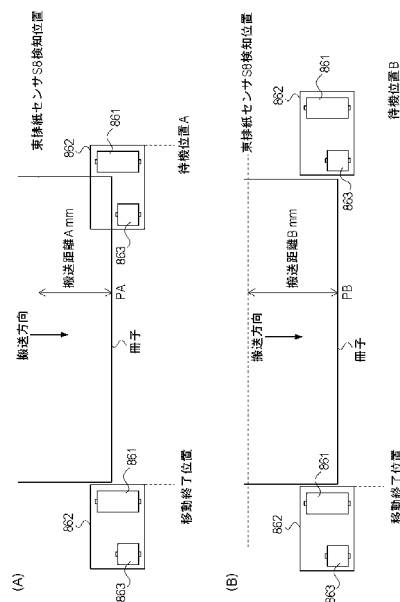 (A)
搬送方向
搬送距離A mm
束排紙センサS8検知位置
862
861
863
PA
冊子
待機位置A
861
862
863
移動終了位置
(B)
搬送方向
搬送距離B mm
束排紙センサS8検知位置
862
861
863
PB
冊子
待機位置B
861
862
863
移動終了位置